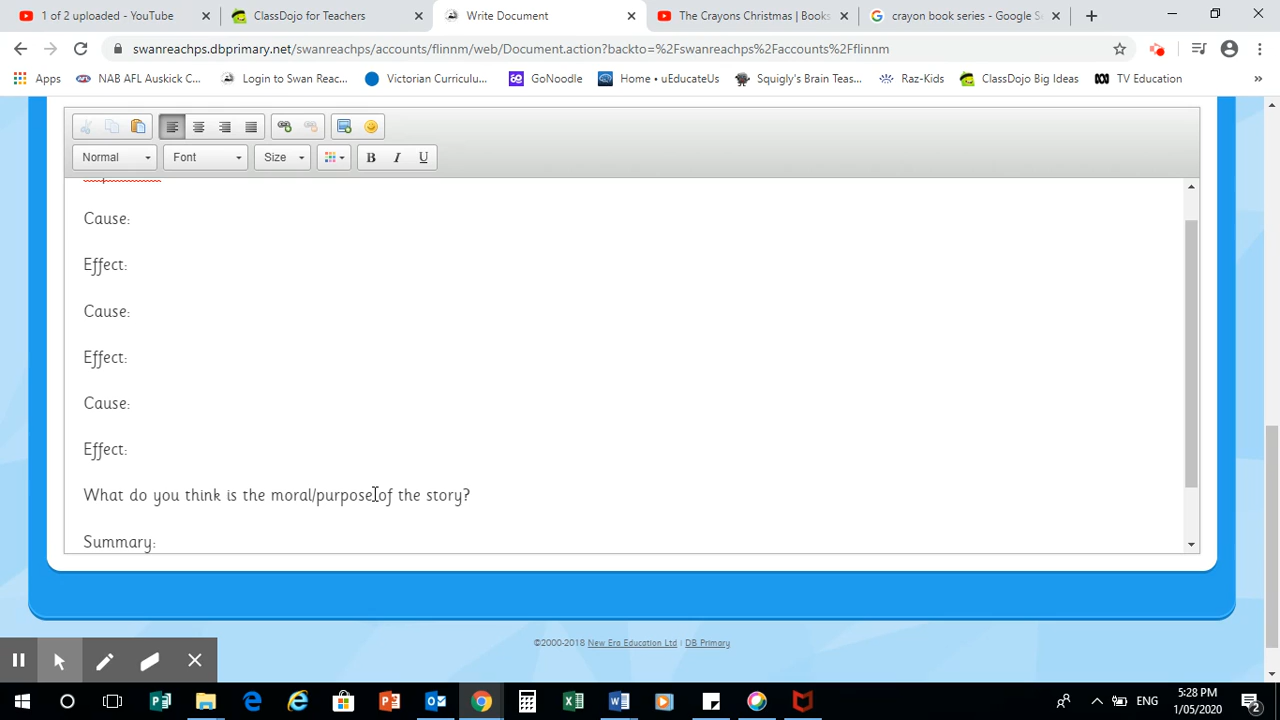 1 of 2 uploaded - YouTube
ClassDojo for Teachers
Write Document
The Crayon Christmas | Books
crayon book series - Google S
swanreachps.dbprimary.net/swanreachps/accounts/flinnm/web/Document.action?backto=%2Fswanreachps%2Faccounts%2Fflinnm
Apps
NAB AFL Auskick C...
Login to Swan Reac...
Victorian Curriculu...
GoNoodle
Home • uEducateUs
Squigly's Brain Teas...
Raz-Kids
ClassDojo Big Ideas
TV Education
Normal
Font
Size
B I U
Cause:
Effect:
Cause:
Effect:
Cause:
Effect:
What do you think is the moral/purpose of the story?
Summary:
©2000-2018 New Era Education Ltd | DB Primary
ENG
5:28 PM
1/05/2020
2